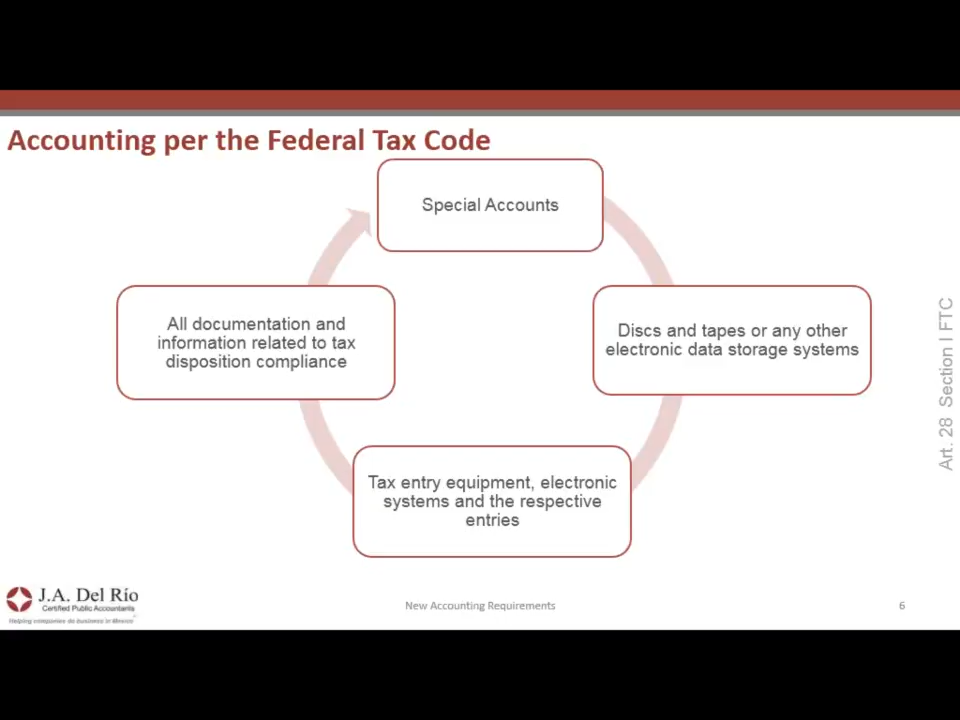 Accounting per the Federal Tax Code
Special Accounts
Discs and tapes or any other
electronic data storage systems
Tax entry equipment, electronic
systems and the respective
entries
All documentation and
information related to tax
disposition compliance
Art. 28 Section I FTC
J.A. Del Río
Certified Public Accountants
Helping companies do business in Mexico
New Accounting Requirements
6